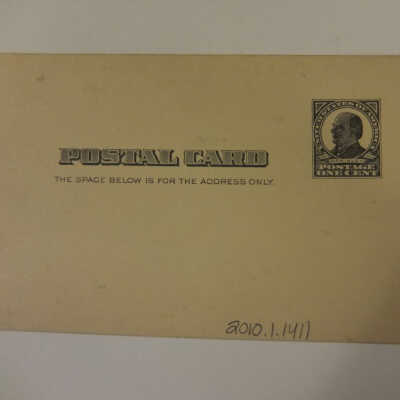 UNITED STATES OF AMERICA
POSTAL CARD
POSTAGE
ONE CENT
THE SPACE BELOW IS FOR THE ADDRESS ONLY.
2010.1.1411